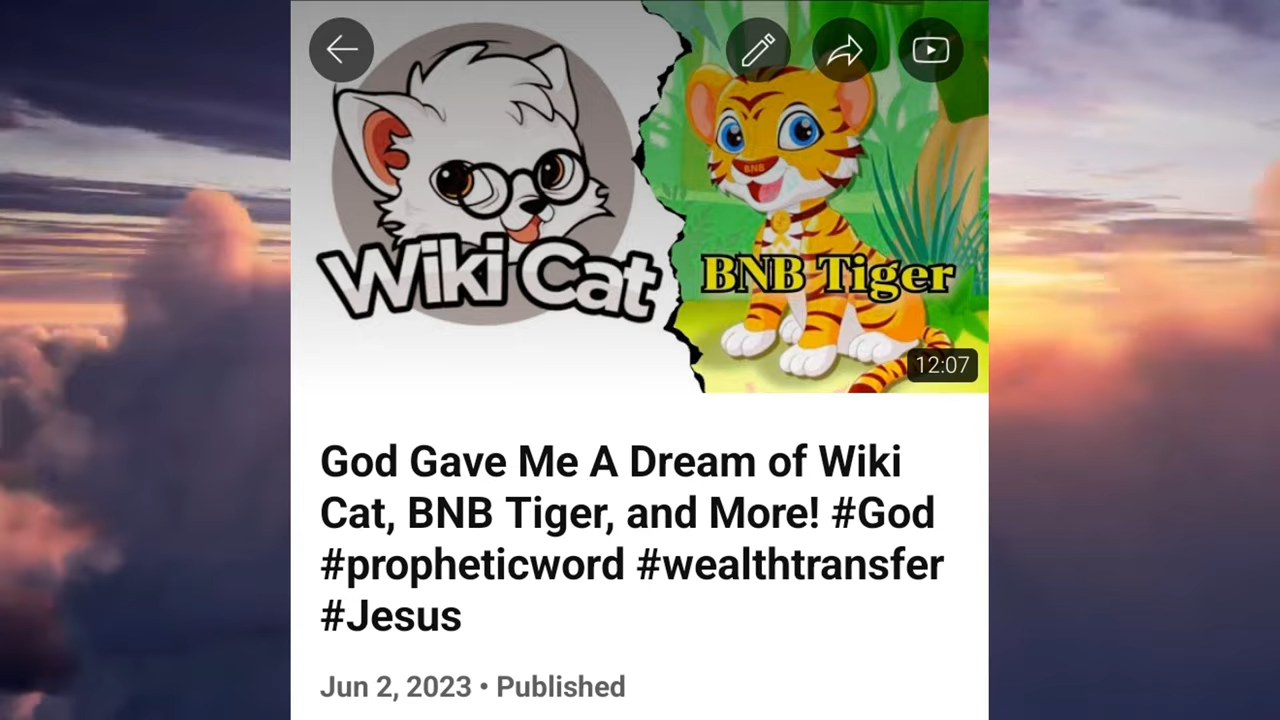 Wiki Cat
BNB
BNB Tiger
12:07
God Gave Me A Dream of Wiki
Cat, BNB Tiger, and More! #God
#propheticword #wealthtransfer
#Jesus
Jun 2, 2023 • Published